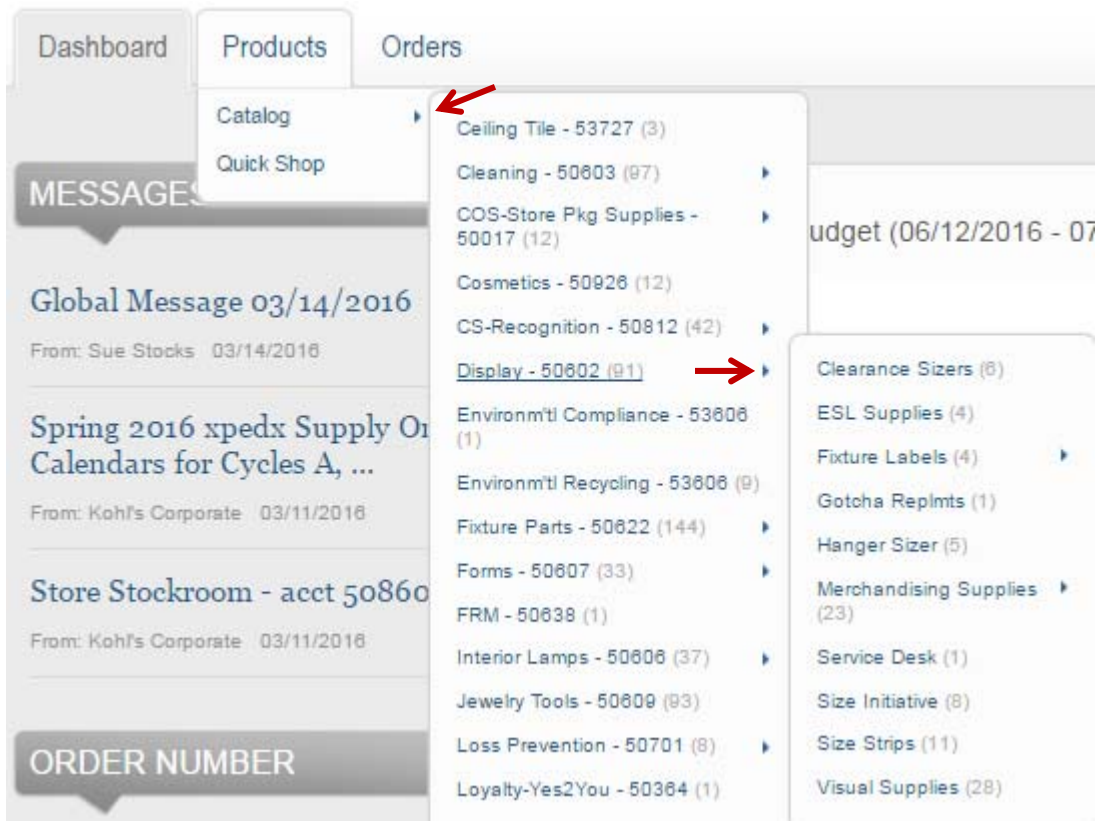 Dashboard Products Orders
Catalog
Quick Shop
MESSAGES
Global Message 03/14/2016
From: Sue Stocks 03/14/2016
Spring 2016 xpedx Supply Or
Calendars for Cycles A, ...
From: Kohl's Corporate 03/11/2016
Store Stockroom - acct 50860
From: Kohl's Corporate 03/11/2016
ORDER NUMBER
Ceiling Tile - 53727 (3)
Cleaning - 50603 (97)
COS-Store Pkg Supplies -
50017 (12)
Cosmetics - 50926 (12)
CS-Recognition - 50812 (42)
Display - 50602 (91)
Environm'tl Compliance - 53606
(1)
Environm'tl Recycling - 53606 (9)
Fixture Parts - 50622 (144)
Forms - 50607 (33)
FRM - 50638 (1)
Interior Lamps - 50606 (37)
Jewelry Tools - 50609 (93)
Loss Prevention - 50701 (8)
Loyalty-Yes2You - 50364 (1)
udget (06/12/2016 - 07
Clearance Sizers (6)
ESL Supplies (4)
Fixture Labels (4)
Gotcha Replmts (1)
Hanger Sizer (5)
Merchandising Supplies
(23)
Service Desk (1)
Size Initiative (8)
Size Strips (11)
Visual Supplies (28)